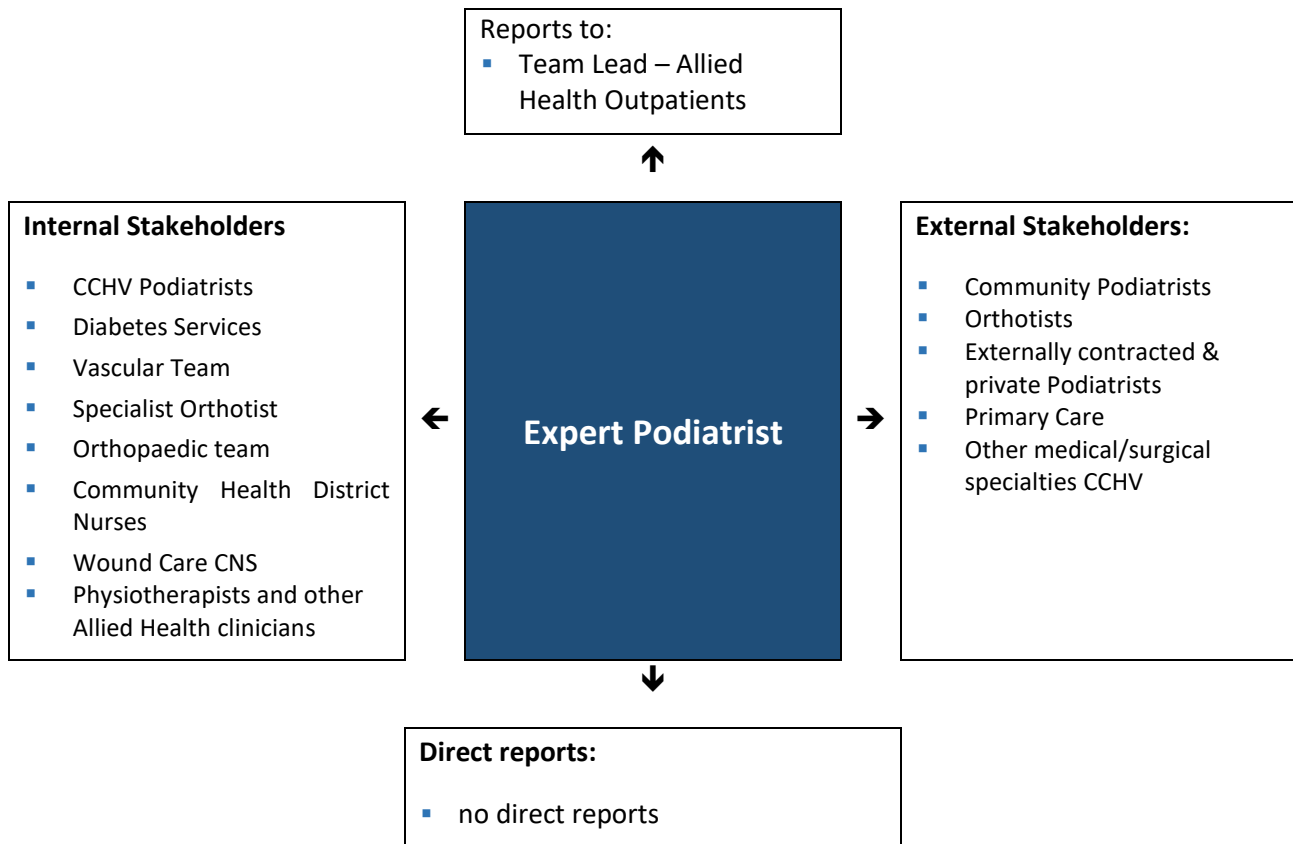 Reports to:
▪ Team Lead – Allied
Health Outpatients
Internal Stakeholders
▪ CCHV Podiatrists
▪ Diabetes Services
▪ Vascular Team
▪ Specialist Orthotist
▪ Orthopaedic team
▪ Community Health District
Nurses
▪ Wound Care CNS
▪ Physiotherapists and other
Allied Health clinicians
Expert Podiatrist
External Stakeholders:
▪ Community Podiatrists
▪ Orthotists
▪ Externally contracted &
private Podiatrists
▪ Primary Care
▪ Other medical/surgical
specialties CCHV
Direct reports:
▪ no direct reports